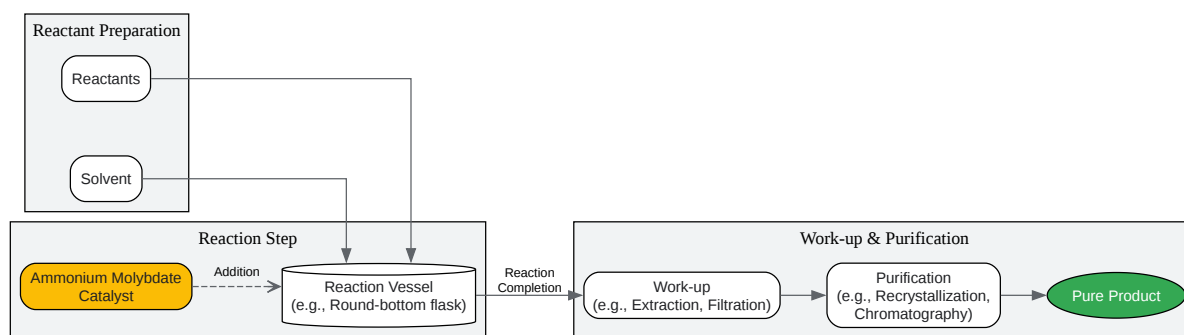 Reactant Preparation
Reactants
Solvent
Reaction Step
Ammonium Molybdate
Catalyst
Addition
Reaction Vessel
(e.g., Round-bottom flask)
Reaction
Completion
Work-up & Purification
Work-up
(e.g., Extraction, Filtration)
Purification
(e.g., Recrystallization,
Chromatography)
Pure Product